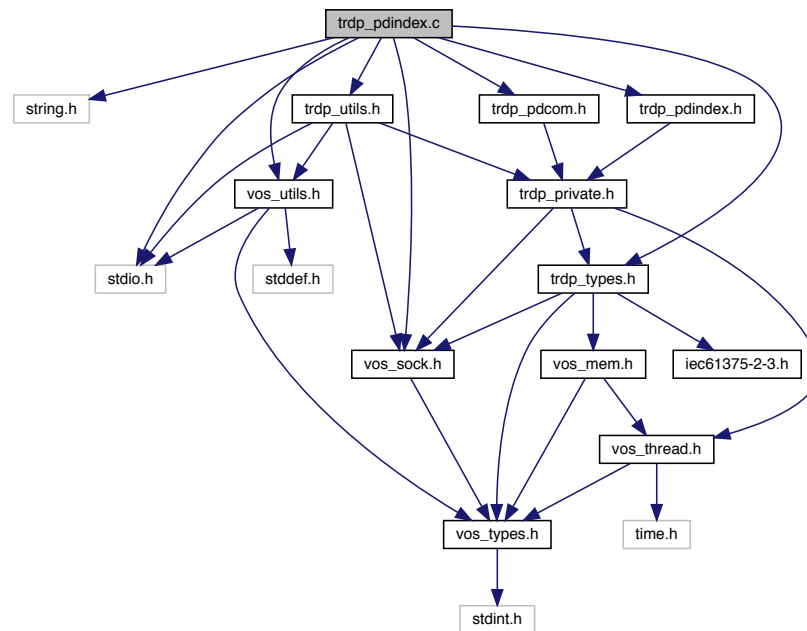 trdp_pdindex.c
string.h
trdp_utils.h
trdp_pdcom.h
trdp_pdindex.h
vos_utils.h
trdp_private.h
stdio.h
stddef.h
trdp_types.h
vos_sock.h
vos_mem.h
iec61375-2-3.h
vos_thread.h
vos_types.h
time.h
stdint.h